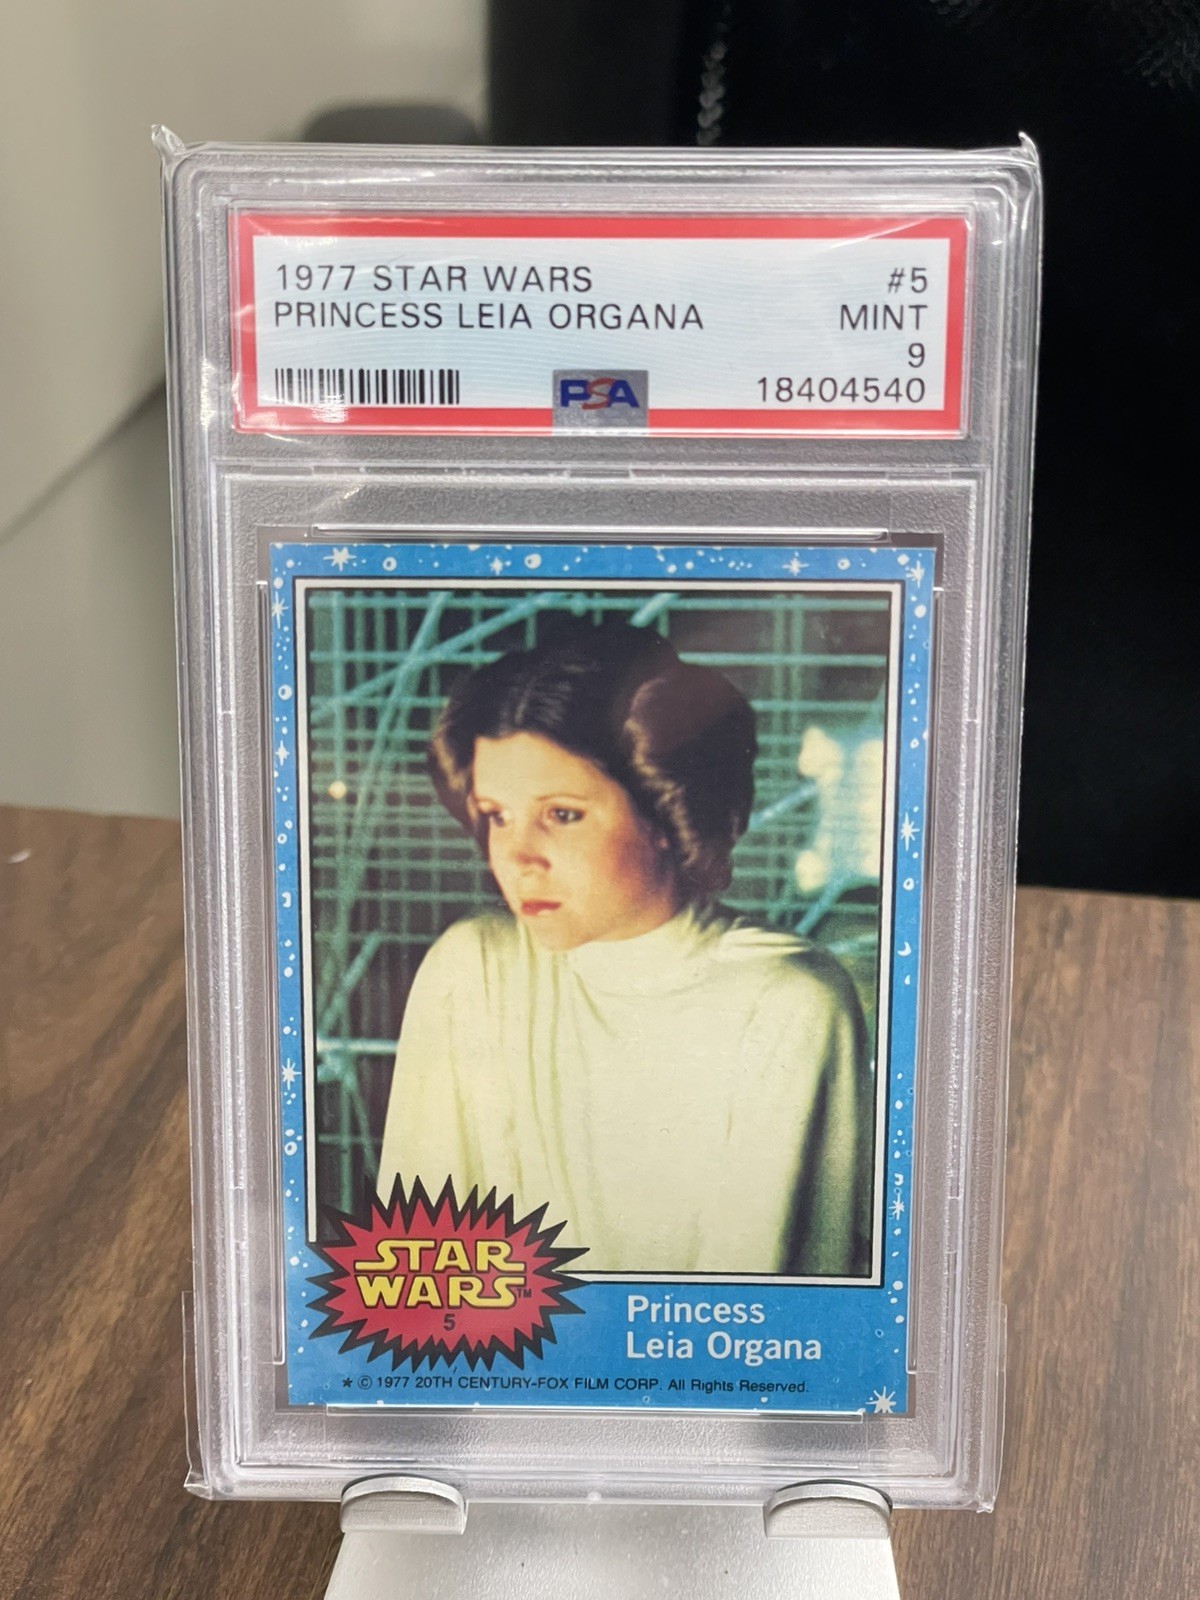 1977 STAR WARS #5
PRINCESS LEIA ORGANA MINT
9
PSA 18404540
STAR
WARS™
5
Princess
Leia Organa
★ © 1977 20TH CENTURY-FOX FILM CORP. All Rights Reserved.